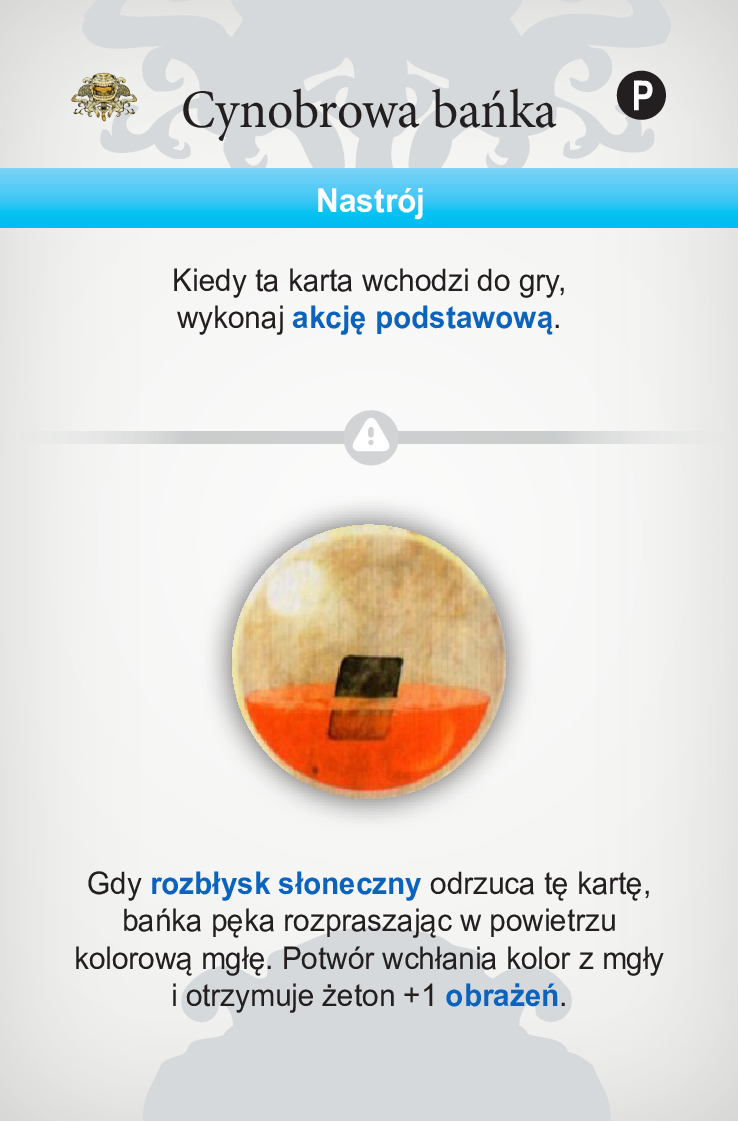 Cynobrowa bańka
P
Nastrój
Kiedy ta karta wchodzi do gry,
wykonaj akcję podstawową.
Gdy rozbłysk słoneczny odrzuca tę kartę,
bańka pęka rozpraszając w powietrzu
kolorową mgłę. Potwór wchłania kolor z mgły
i otrzymuje żeton +1 obrażeń.